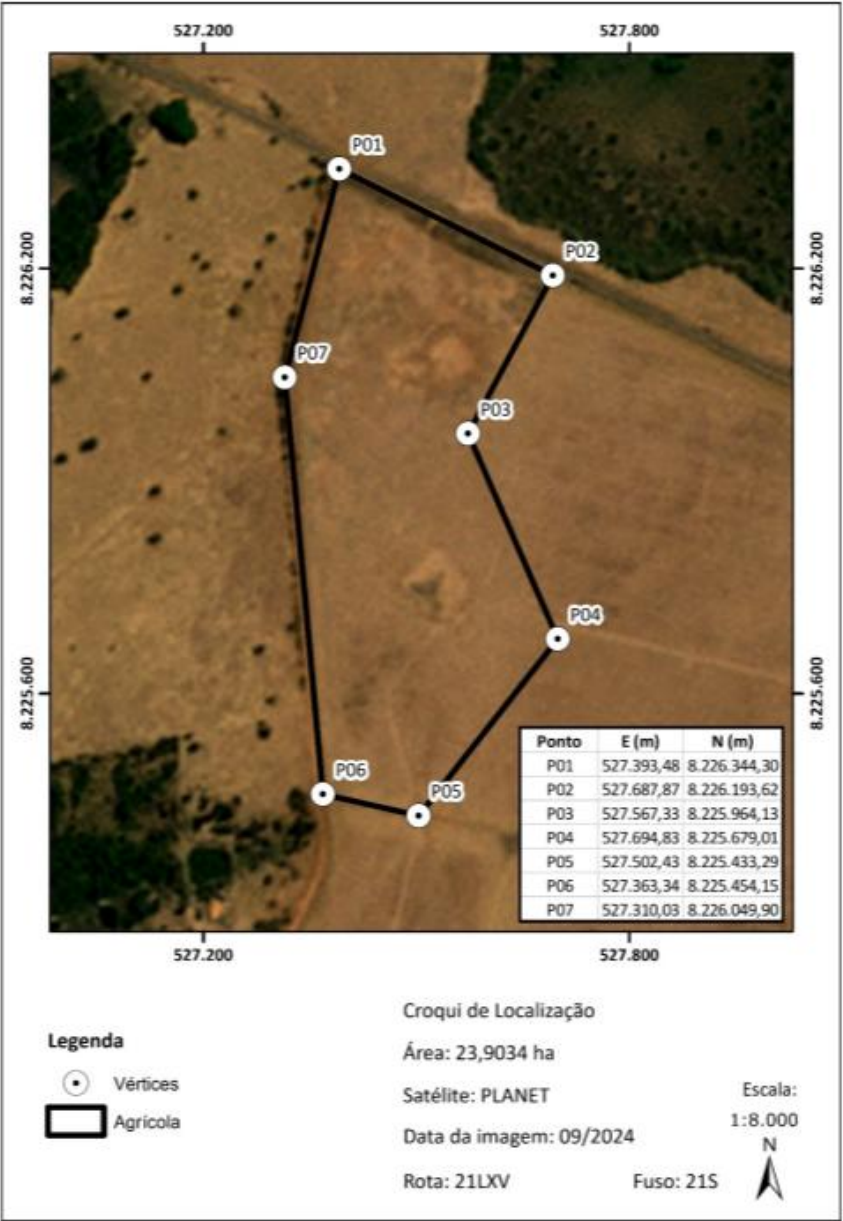 527.200 527.800
P01
P02
8.226.200 8.226.200
P07
P03
P04
8.225.600 8.225.600
Ponto E (m) N (m)
P01 527.393,48 8.226.344,30
P02 527.687,87 8.226.193,62
P03 527.567,33 8.225.964,13
P04 527.694,83 8.225.679,01
P05 527.502,43 8.225.433,29
P06 527.363,34 8.225.454,15
P07 527.310,03 8.226.049,90
P06
P05
527.200 527.800
Legenda
Vértices
Agrícola
Croqui de Localização
Área: 23,9034 ha
Satélite: PLANET
Data da imagem: 09/2024
Rota: 21LXV Fuso: 21S
Escala:
1:8.000
N